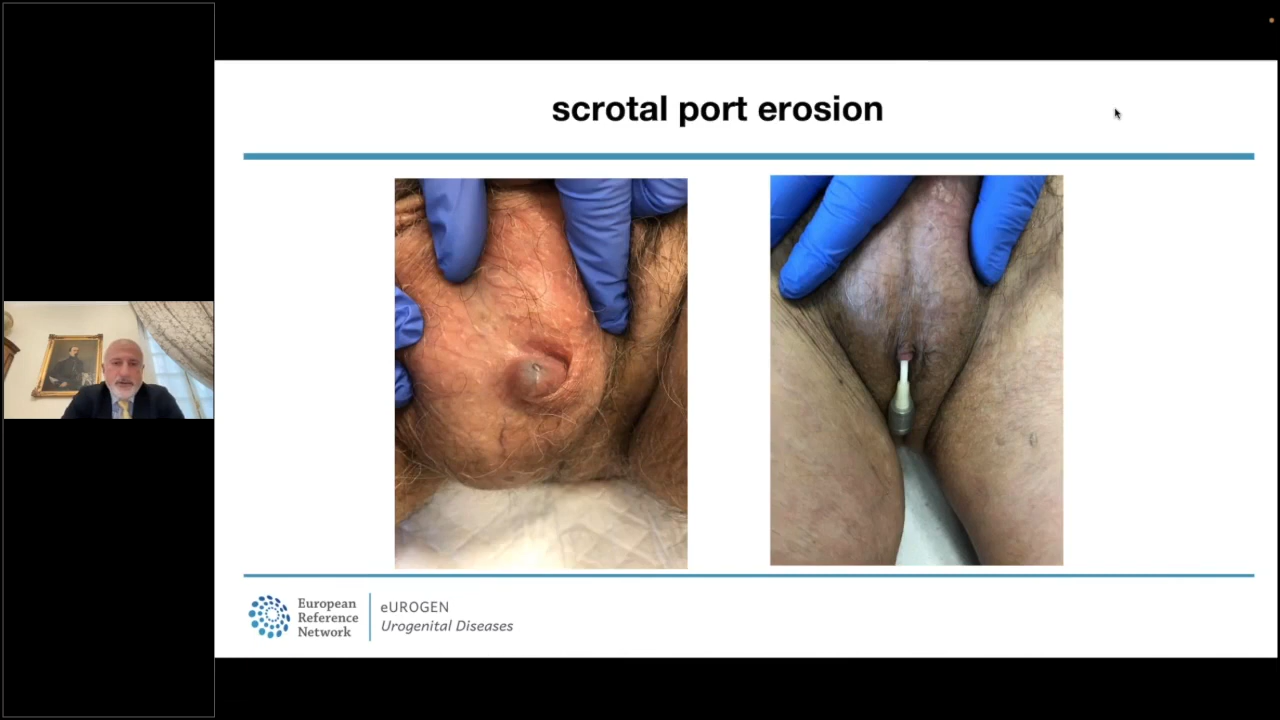 scrotal port erosion
European
Reference
Network
eUROGEN
Urogenital Diseases